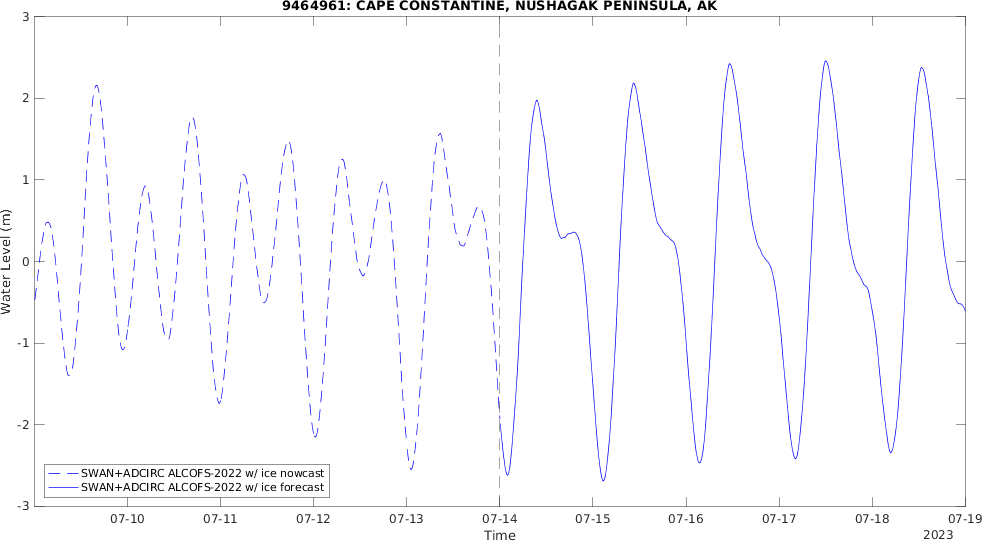 9464961: CAPE CONSTANTINE, NUSHAGAK PENINSULA, AK
3
2
1
0
-1
-2
-3
Water Level (m)
SWAN+ADCIRC ALCOFS-2022 w/ ice nowcast
SWAN+ADCIRC ALCOFS-2022 w/ ice forecast
07-10 07-11 07-12 07-13 07-14 07-15 07-16 07-17 07-18 07-19
Time
2023